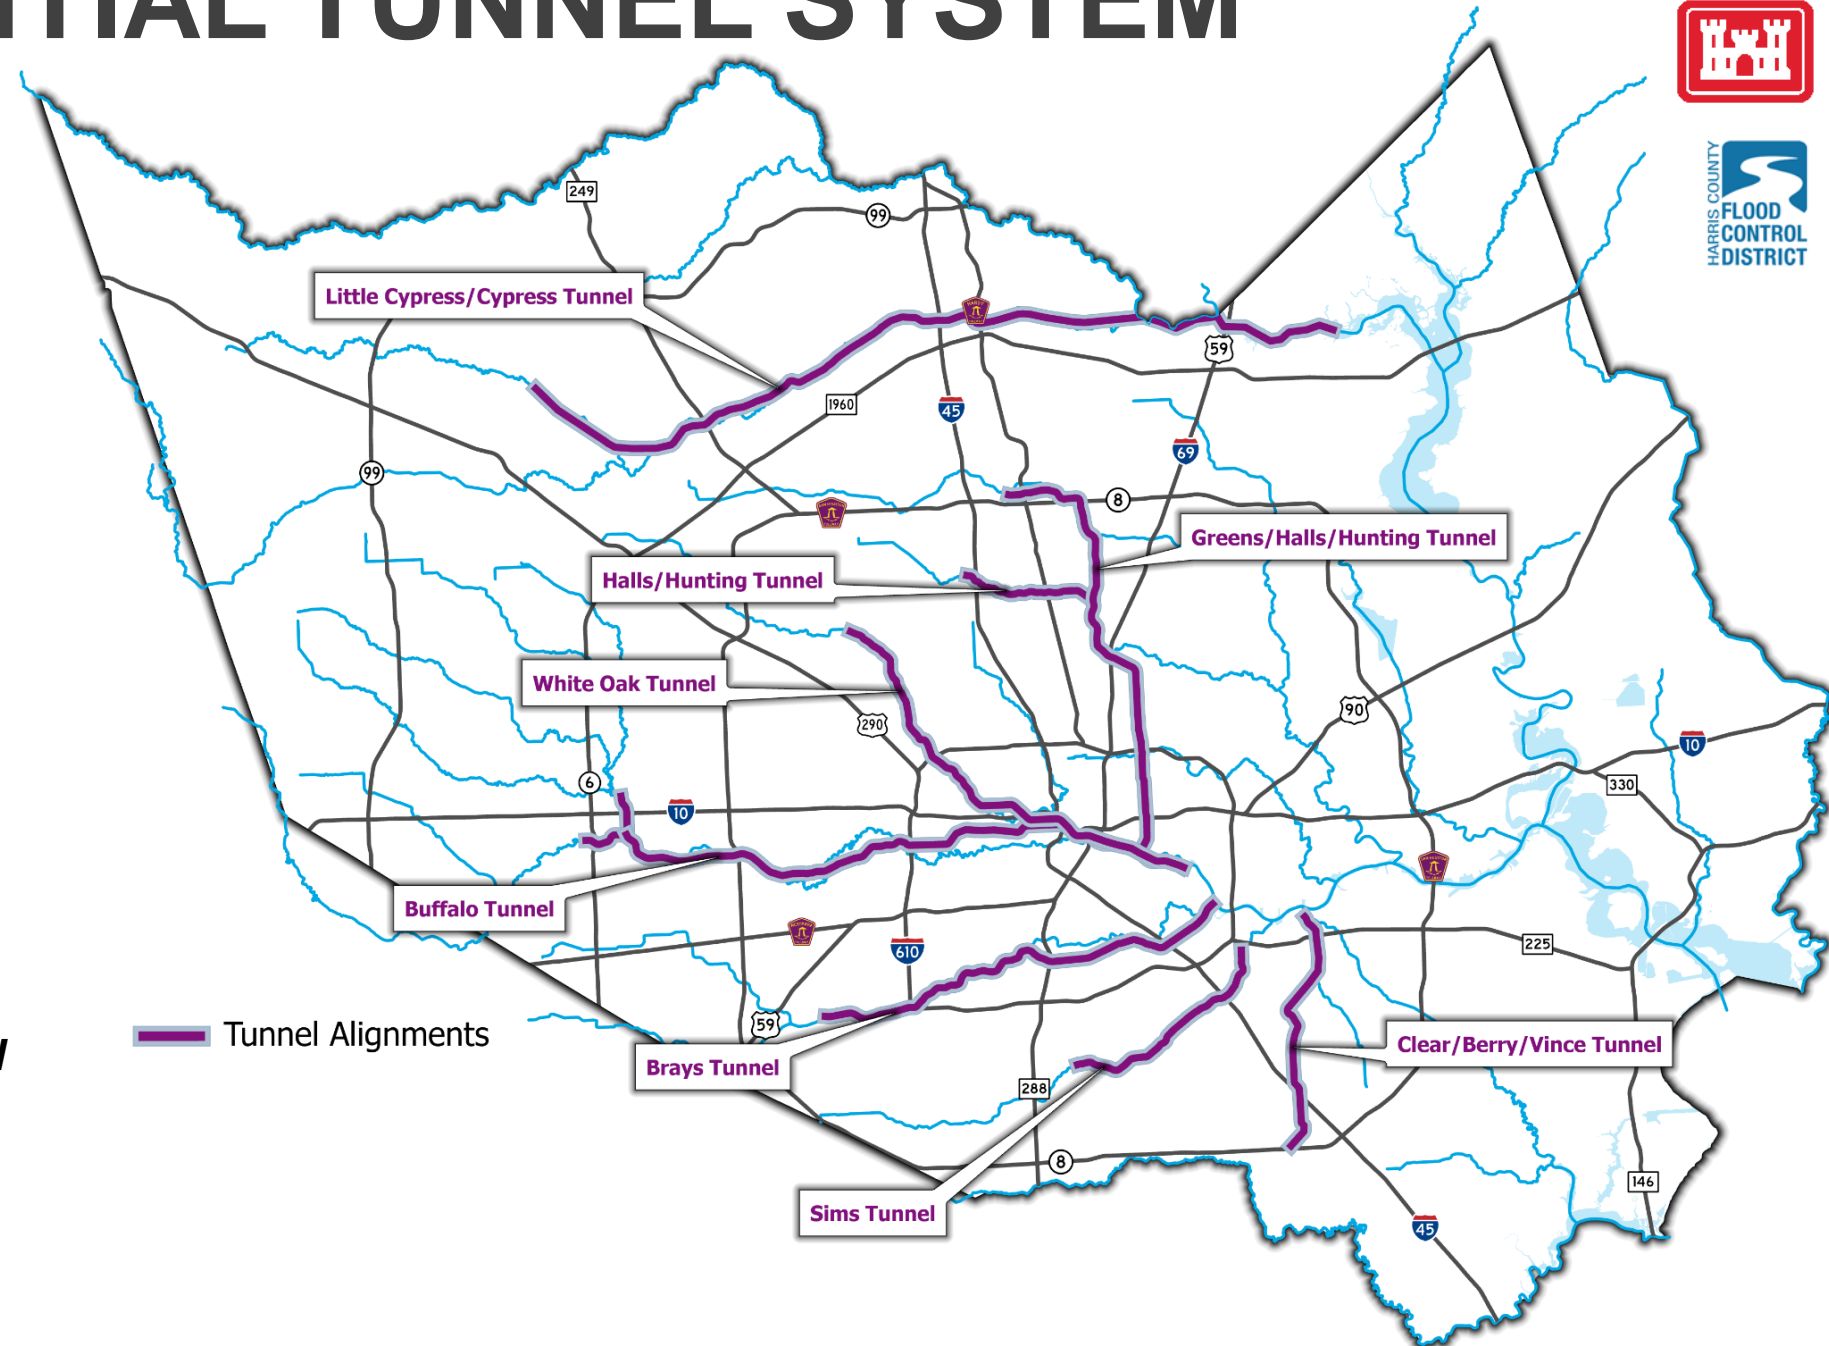 TIAL TUNNEL SYSTEM
HARRIS COUNTY
FLOOD
CONTROL
DISTRICT
249
99
Little Cypress/Cypress Tunnel
59
1960
45
69
99
8
Greens/Halls/Hunting Tunnel
Halls/Hunting Tunnel
White Oak Tunnel
290
90
10
6
10
330
Buffalo Tunnel
225
610
59
Tunnel Alignments
Brays Tunnel
Clear/Berry/Vince Tunnel
288
8
146
Sims Tunnel
45